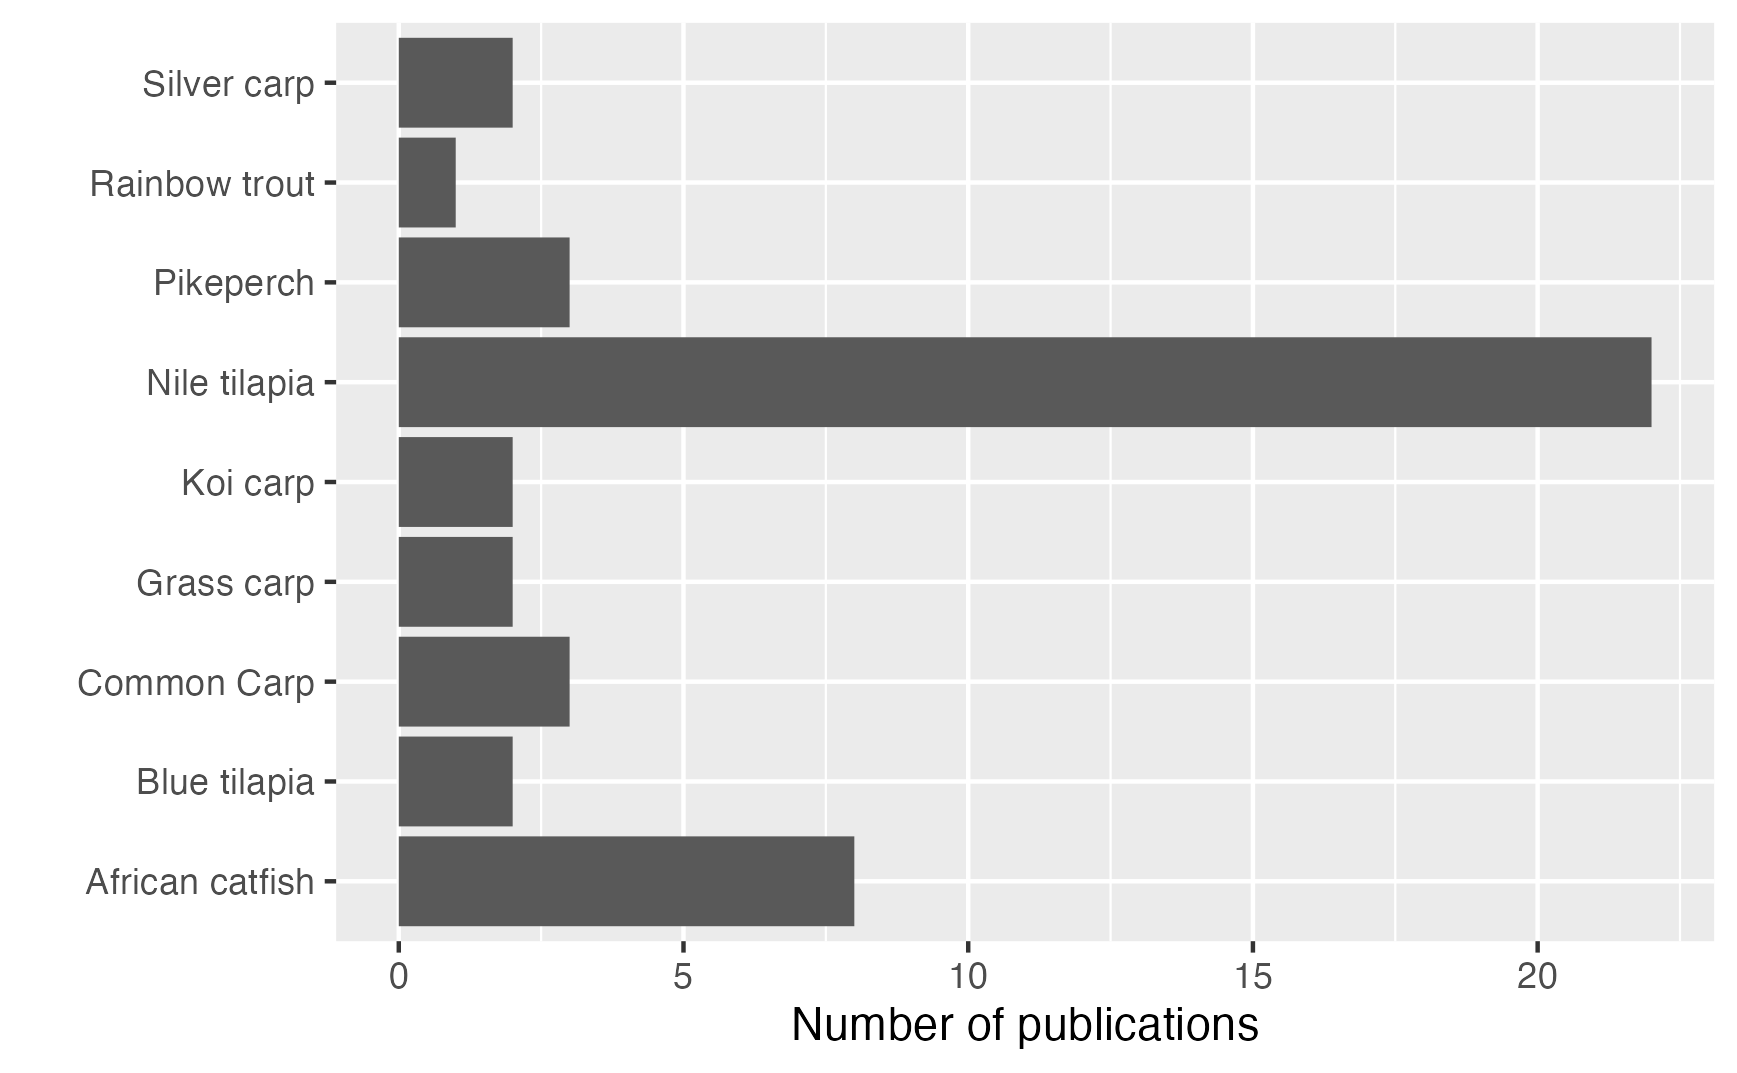 Silver carp
Rainbow trout
Pikeperch
Nile tilapia
Koi carp
Grass carp
Common Carp
Blue tilapia
African catfish
0 5 10 15 20
Number of publications